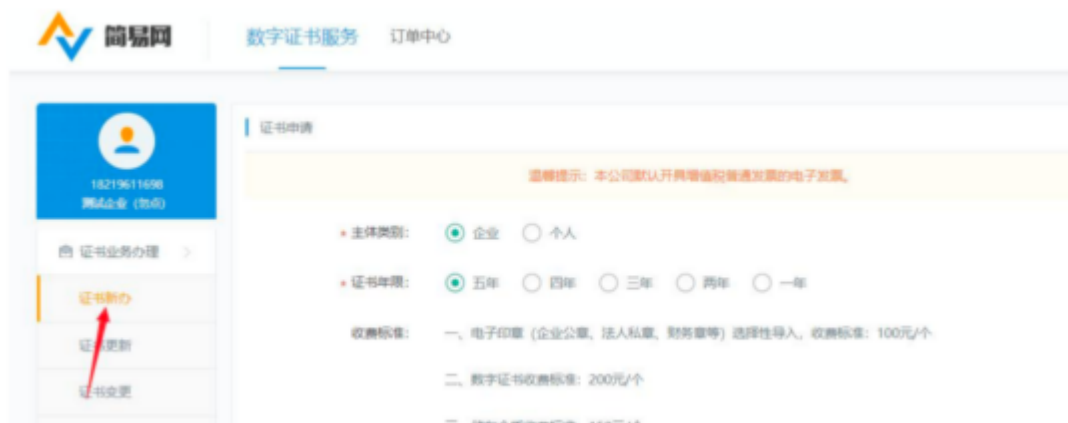 简易网 数字证书服务 订单中心
18219611698
测试企业（勿点）
证书业务办理
证书新办
证书更新
证书变更
证书申请
温馨提示：本公司默认开具增值税普通发票的电子发票。
* 主体类别： 企业 个人
* 证书年限： 五年 四年 三年 两年 一年
收费标准： 一、电子印章（企业公章、法人私章、财务章等）选择性导入，收费标准：100元/个
二、数字证书收费标准：200元/个